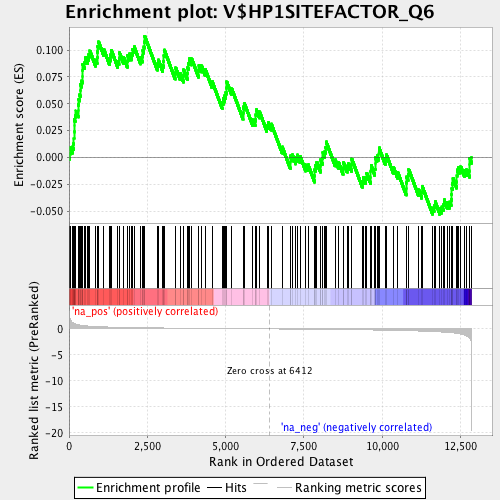 Enrichment plot: V$HP1SITEFACTOR_Q6
Enrichment score (ES)
0.100
0.075
0.050
0.025
0.000
-0.025
-0.050
Ranked list metric (PreRanked)
'na_pos' (positively correlated)
Zero cross at 6412
'na_neg' (negatively correlated)
0
-5
-10
-15
-20
0
2,500
5,000
7,500
10,000
12,500
Rank in Ordered Dataset
Enrichment profile
Hits
Ranking metric scores